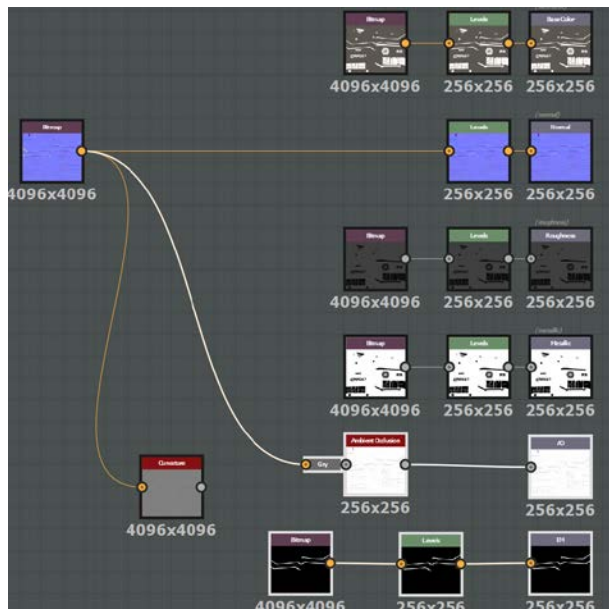 Bitmap Levels Base Color
4096x4096 256x256 256x256
Bitmap Levels Normal
4096x4096 256x256 256x256
Bitmap Levels Roughness
4096x4096 256x256 256x256
Bitmap Levels Metallic
4096x4096 256x256 256x256
Gray Ambient Occlusion AO
256x256 256x256
Curvature
4096x4096
Bitmap Levels
4096x4096 256x256 256x256